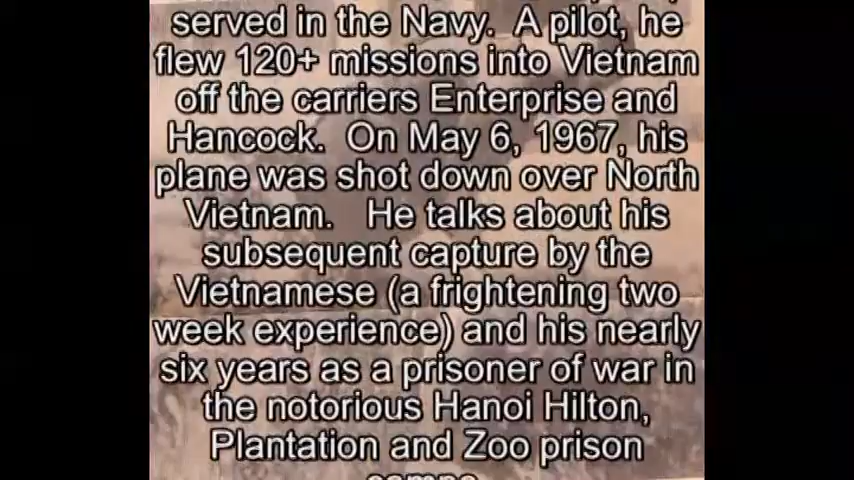 served in the Navy.  A pilot, he
flew 120+ missions into Vietnam
off the carriers Enterprise and
Hancock.  On May 6, 1967, his
plane was shot down over North
Vietnam.   He talks about his
subsequent capture by the
Vietnamese (a frightening two
week experience) and his nearly
six years as a prisoner of war in
the notorious Hanoi Hilton,
Plantation and Zoo prison